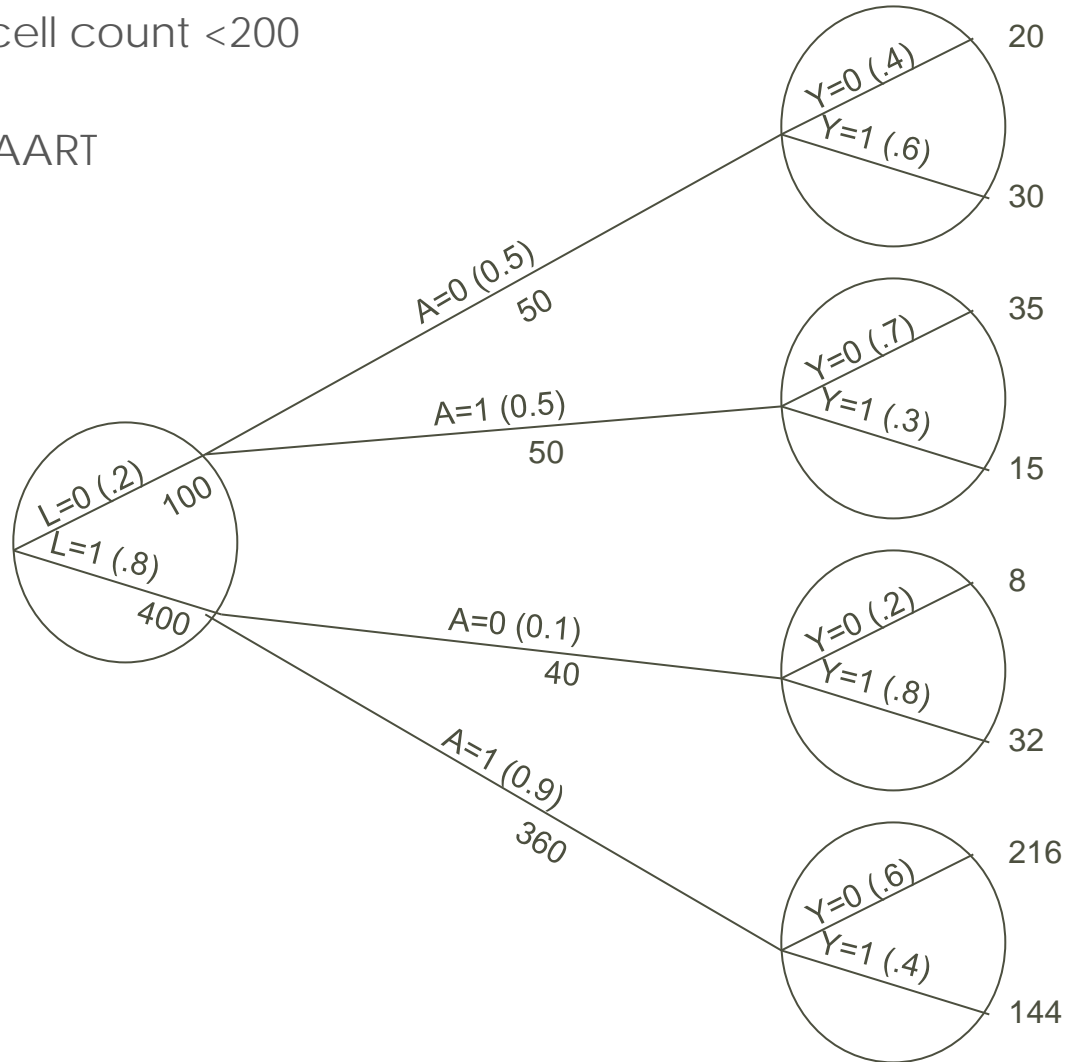 cell count <200
AART
20
Y=0 (.4)
Y=1 (.6)
30
A=0 (0.5)
50
35
Y=0 (.7)
Y=1 (.3)
15
A=1 (0.5)
50
L=0 (.2)
100
L=1 (.8)
400
8
Y=0 (.2)
Y=1 (.8)
32
A=0 (0.1)
40
A=1 (0.9)
360
216
Y=0 (.6)
Y=1 (.4)
144